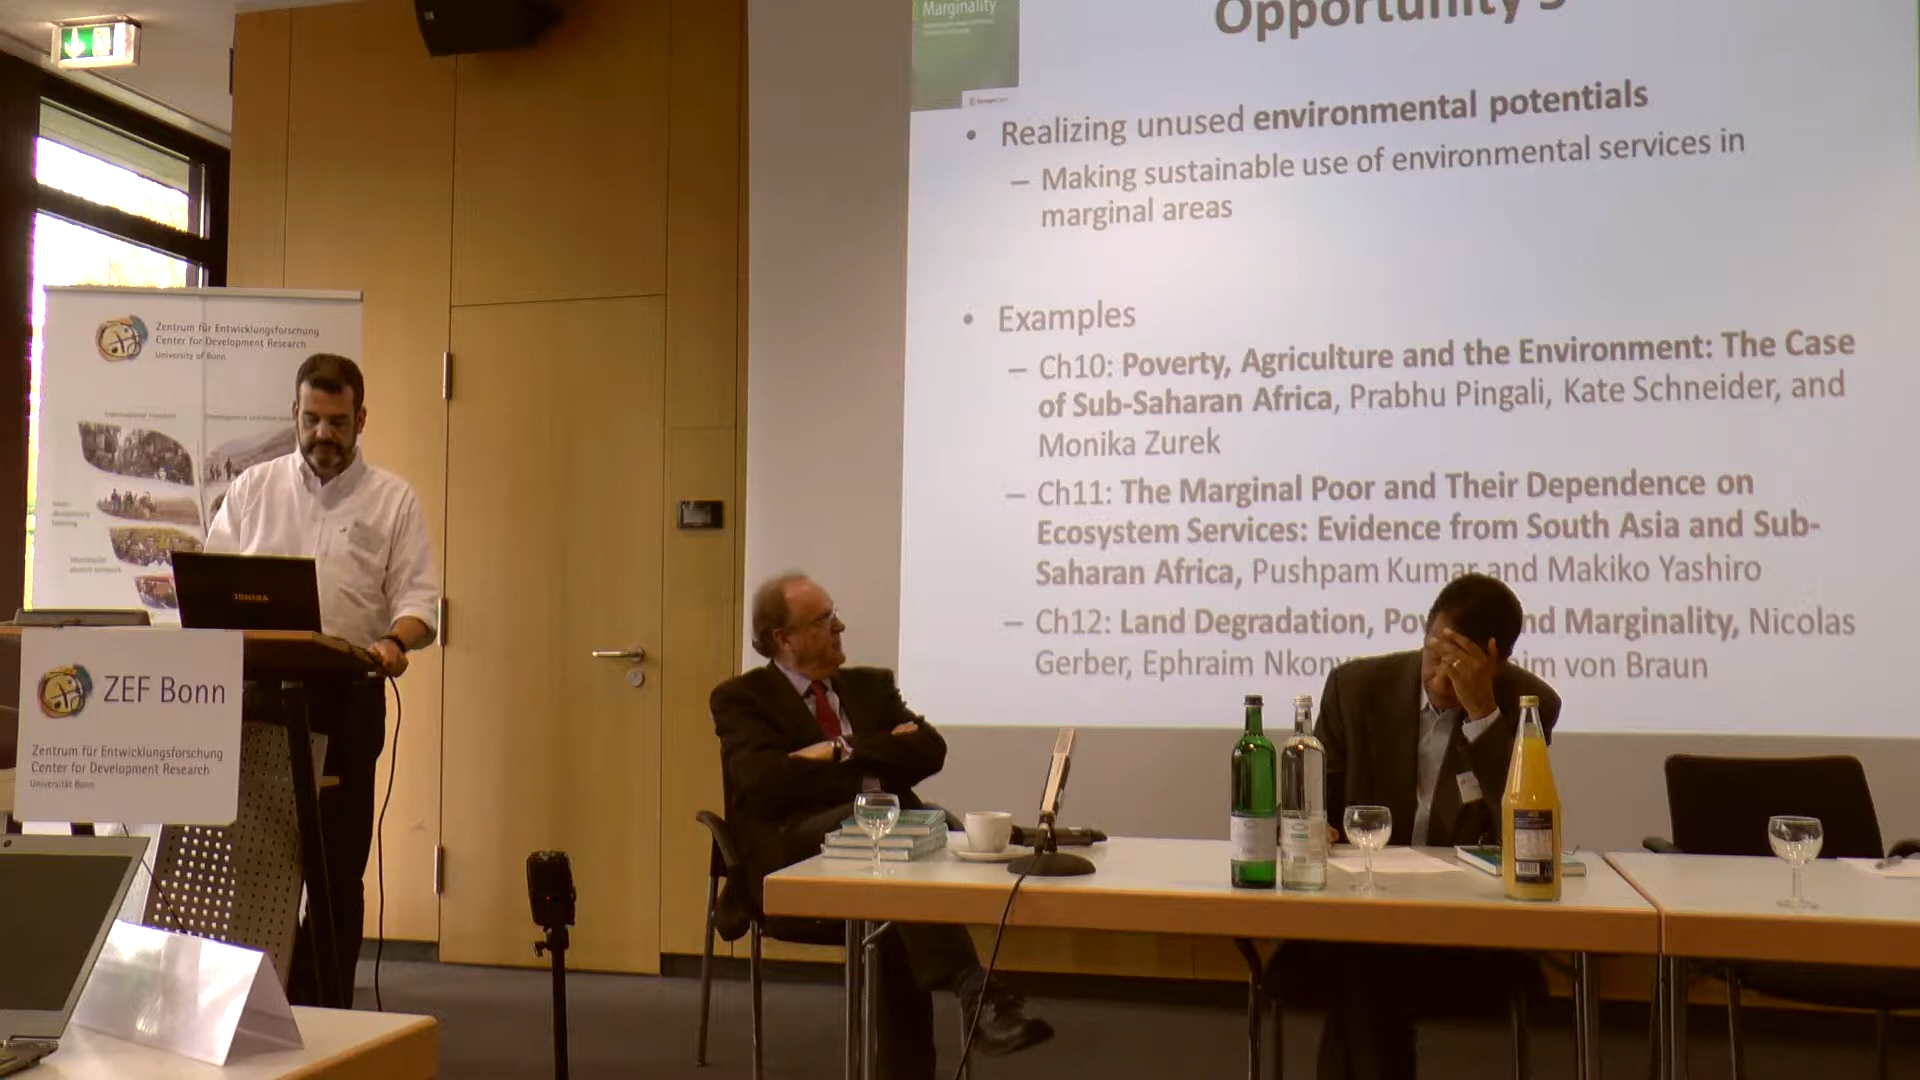 Marginality
Opportunity 3
• Realizing unused environmental potentials
– Making sustainable use of environmental services in
marginal areas
• Examples
– Ch10: Poverty, Agriculture and the Environment: The Case
of Sub-Saharan Africa, Prabhu Pingali, Kate Schneider, and
Monika Zurek
– Ch11: The Marginal Poor and Their Dependence on
Ecosystem Services: Evidence from South Asia and Sub-
Saharan Africa, Pushpam Kumar and Makiko Yashiro
– Ch12: Land Degradation, and Marginality, Nicolas
Gerber, Ephraim von Braun
Zentrum für Entwicklungsforschung
Center for Development Research
University of Bonn
TOSHIBA
ZEF Bonn
Zentrum für Entwicklungsforschung
Center for Development Research
Universität Bonn